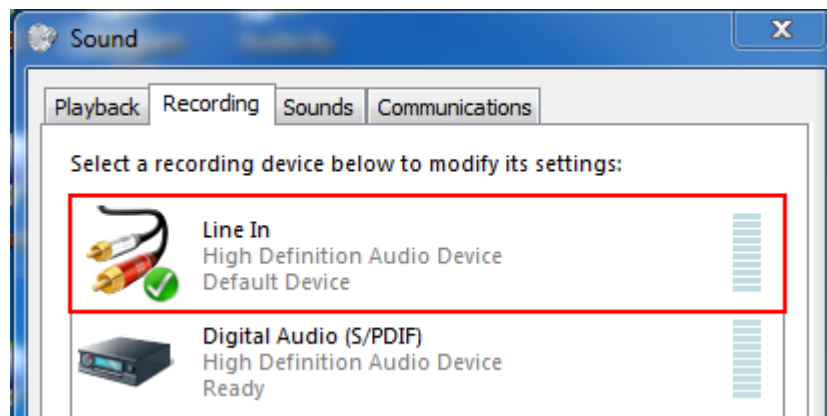 Sound
Playback Recording Sounds Communications
Select a recording device below to modify its settings:
Line In
High Definition Audio Device
Default Device
Digital Audio (S/PDIF)
High Definition Audio Device
Ready